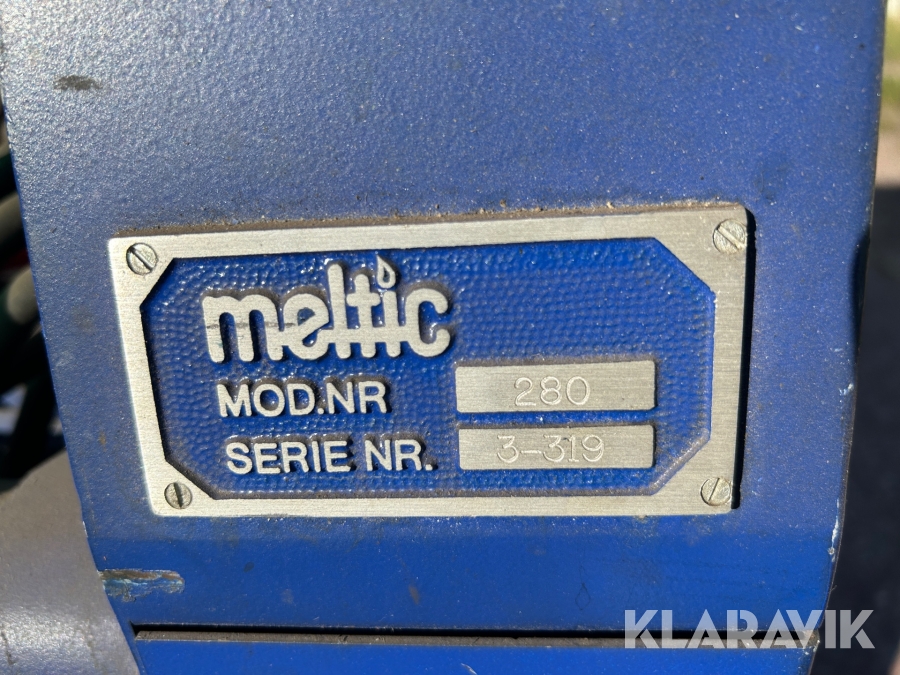 meltic
MOD.NR 280
SERIE NR. 3-319
KLARAVIK